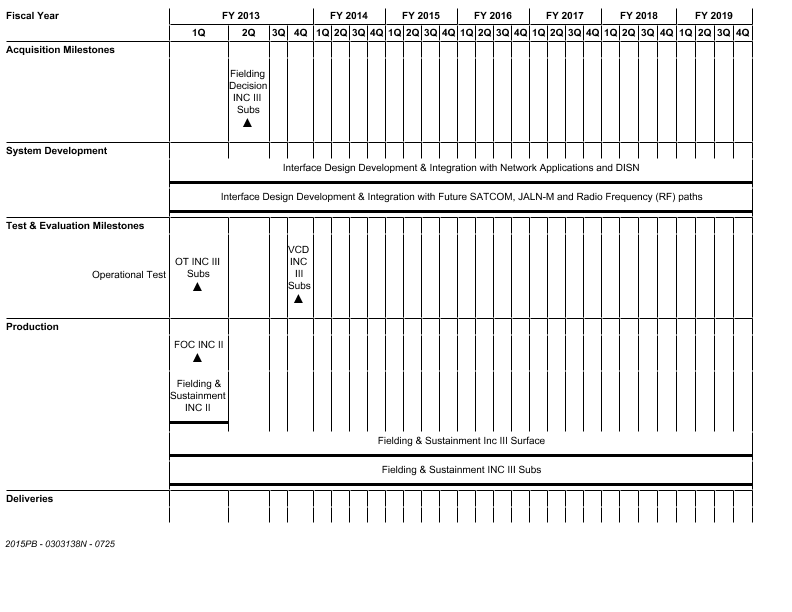 Fiscal Year FY 2013 FY 2014 FY 2015 FY 2016 FY 2017 FY 2018 FY 2019
1Q 2Q 3Q 4Q 1Q 2Q 3Q 4Q 1Q 2Q 3Q 4Q 1Q 2Q 3Q 4Q 1Q 2Q 3Q 4Q 1Q 2Q 3Q 4Q 1Q 2Q 3Q 4Q
Acquisition Milestones
Fielding
Decision
INC III
Subs
▲
System Development
Interface Design Development & Integration with Network Applications and DISN
Interface Design Development & Integration with Future SATCOM, JALN-M and Radio Frequency (RF) paths
Test & Evaluation Milestones
Operational Test
OT INC III
Subs
▲
VCD
INC
III
Subs
▲
Production
FOC INC II
▲
Fielding &
Sustainment
INC II
Fielding & Sustainment Inc III Surface
Fielding & Sustainment INC III Subs
Deliveries
2015PB - 0303138N - 0725